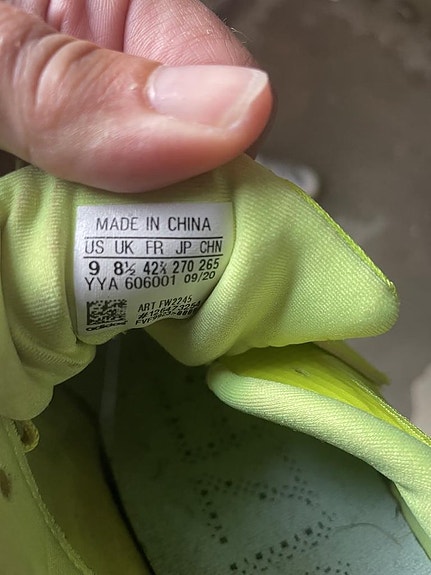 MADE IN CHINA
US UK FR JP CHN
9 8½ 42⅔ 270 265
YYA 606001 09/20
ART FW2245
adidas